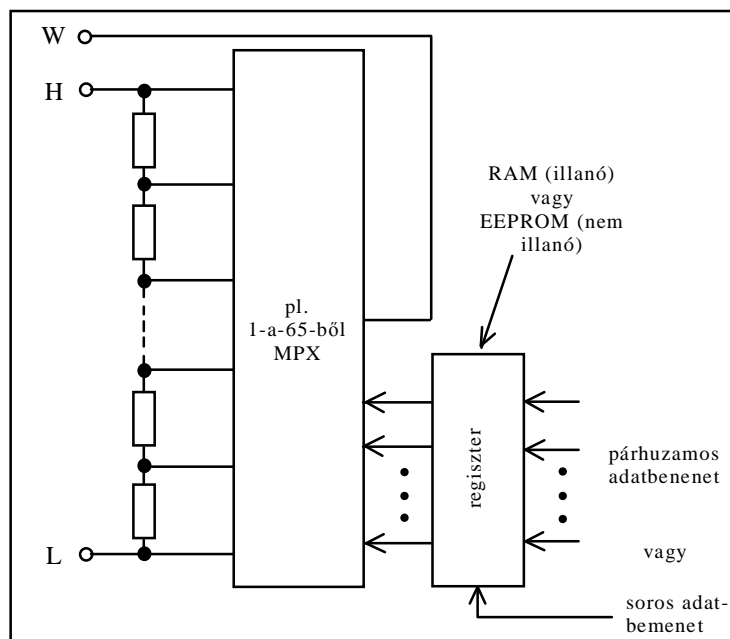 W
H
RAM (illanó)
vagy
EEPROM (nem
illanó)
pl.
1-a-65-ből
MPX
regiszter
párhuzamos
adatbenenet
vagy
L
soros adat-
bemenet